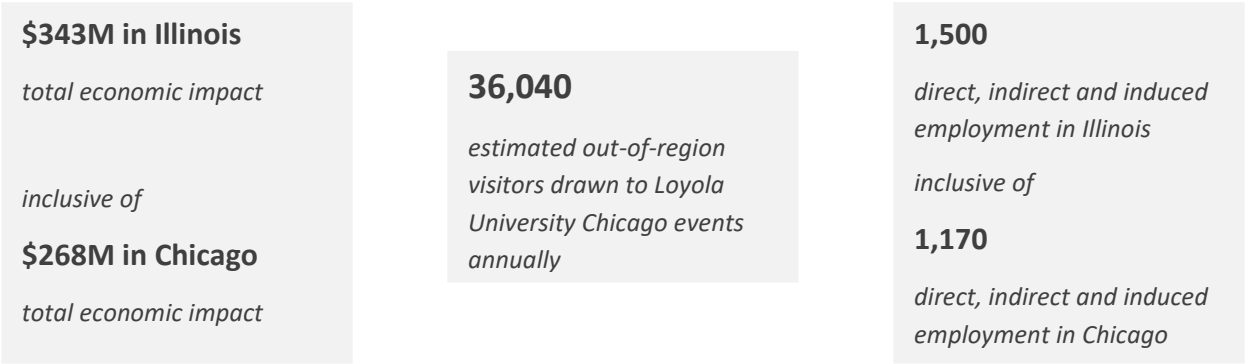 $343M in Illinois
total economic impact
inclusive of
$268M in Chicago
total economic impact
36,040
estimated out-of-region
visitors drawn to Loyola
University Chicago events
annually
1,500
direct, indirect and induced
employment in Illinois
inclusive of
1,170
direct, indirect and induced
employment in Chicago